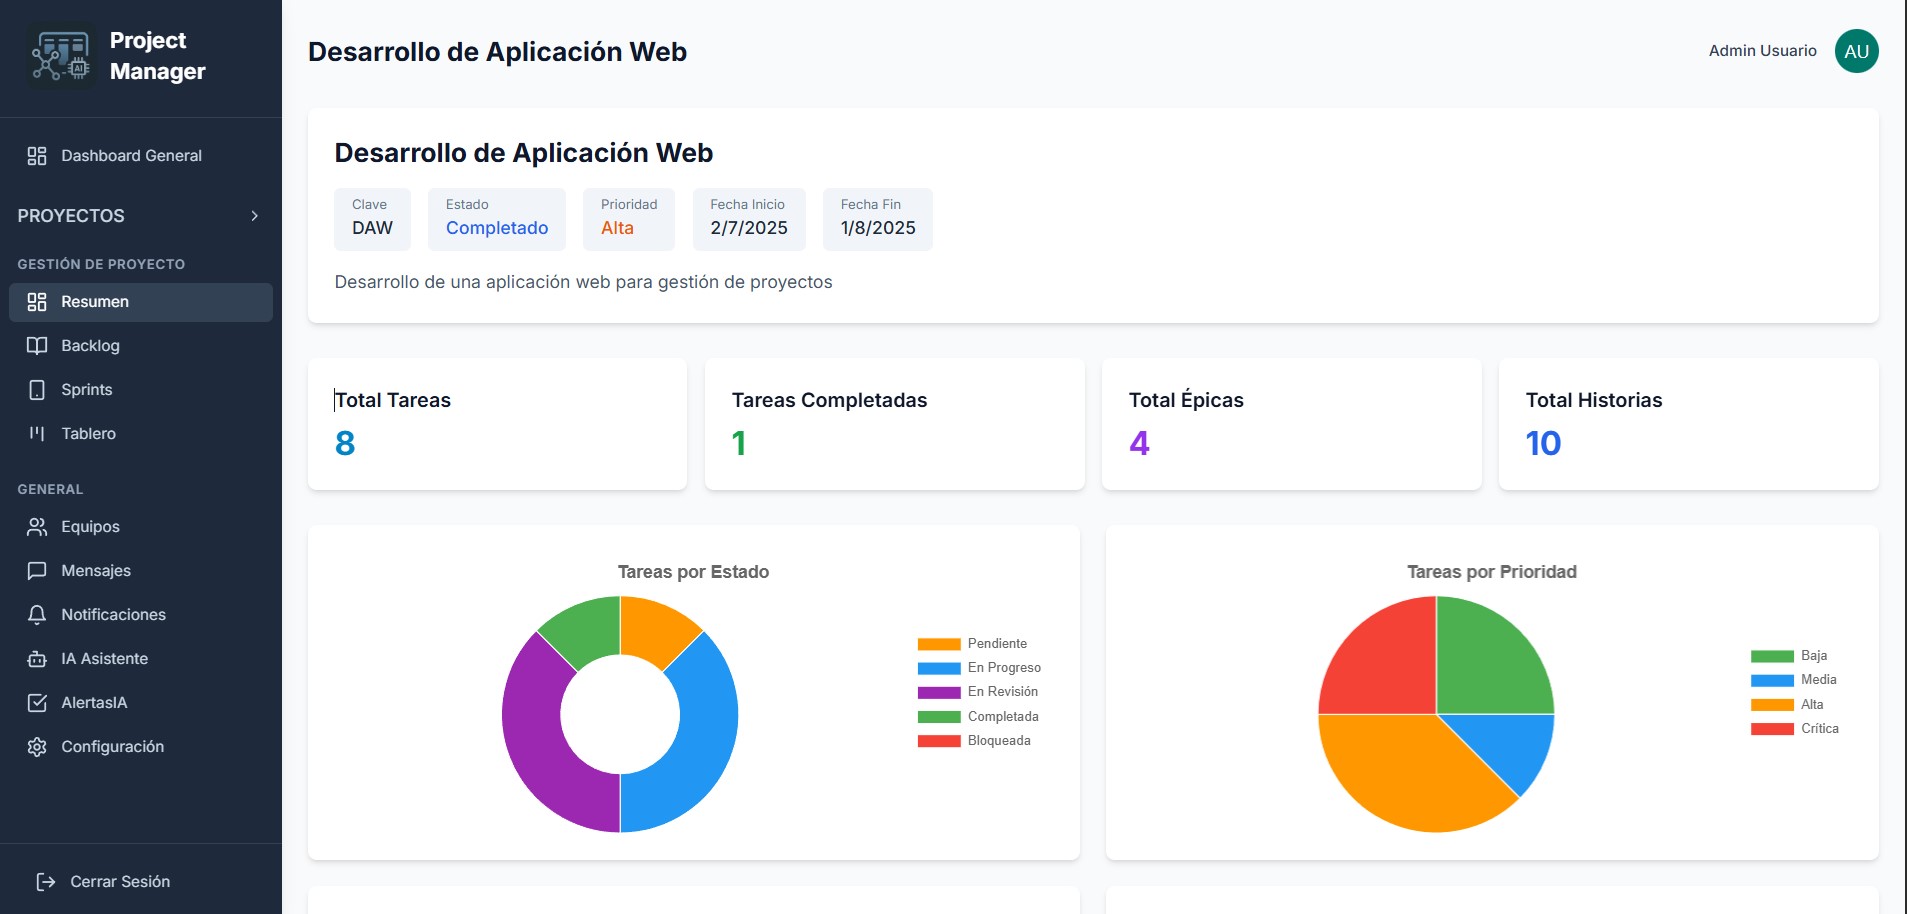 Project
Manager
AI
Dashboard General
PROYECTOS
GESTIÓN DE PROYECTO
Resumen
Backlog
Sprints
Tablero
GENERAL
Equipos
Mensajes
Notificaciones
IA Asistente
AlertasIA
Configuración
Cerrar Sesión
Desarrollo de Aplicación Web
Admin Usuario
AU
Desarrollo de Aplicación Web
Clave
DAW
Estado
Completado
Prioridad
Alta
Fecha Inicio
2/7/2025
Fecha Fin
1/8/2025
Desarrollo de una aplicación web para gestión de proyectos
Total Tareas
8
Tareas Completadas
1
Total Épicas
4
Total Historias
10
Tareas por Estado
Pendiente
En Progreso
En Revisión
Completada
Bloqueada
Tareas por Prioridad
Baja
Media
Alta
Crítica